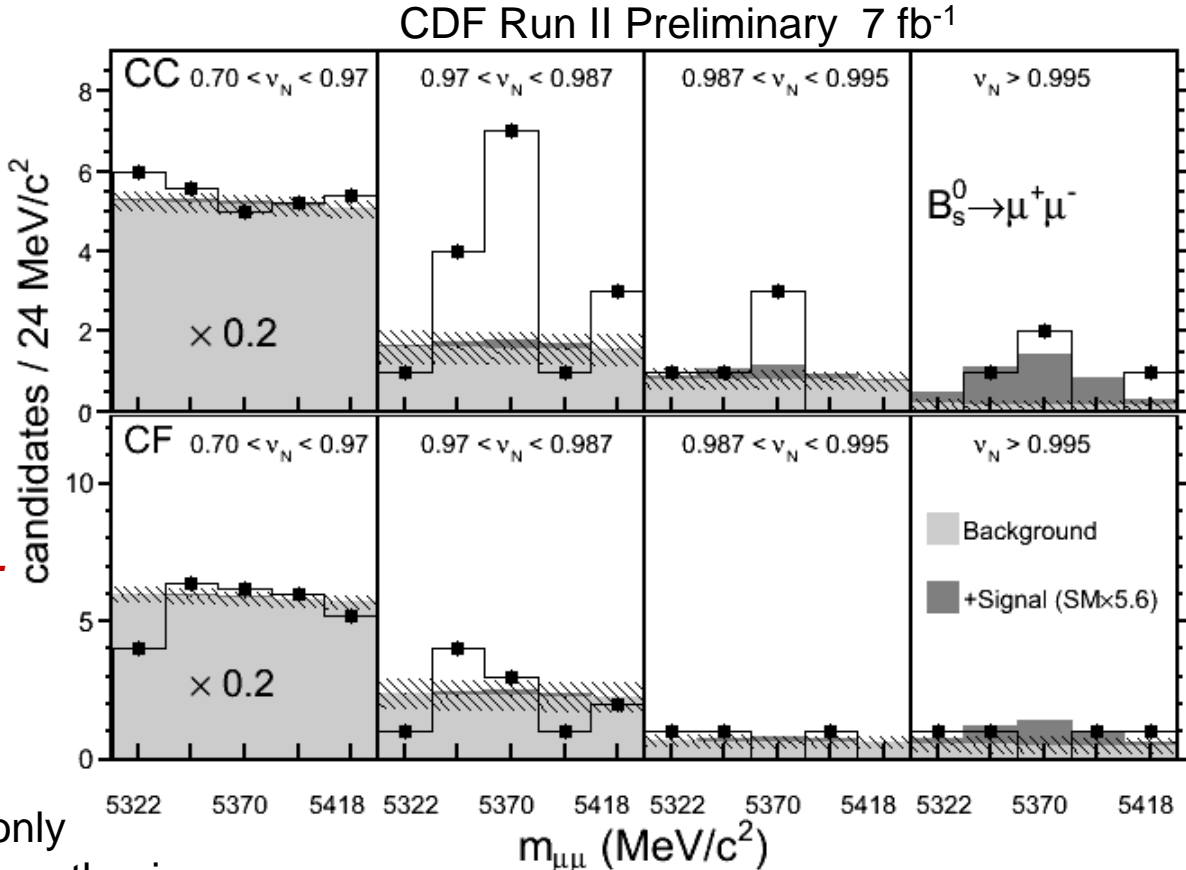 CDF Run II Preliminary 7 fb-1
candidates / 24 MeV/c2
CC 0.70 < νN < 0.97
0.97 < νN < 0.987
0.987 < νN < 0.995
νN > 0.995
8
6
4
2
0
× 0.2
B0s→μ+μ-
CF 0.70 < νN < 0.97
0.97 < νN < 0.987
0.987 < νN < 0.995
νN > 0.995
10
5
0
× 0.2
Background
+Signal (SM×5.6)
5322 5370 5418 5322 5370 5418 5322 5370 5418 5322 5370 5418
mμμ (MeV/c2)
only